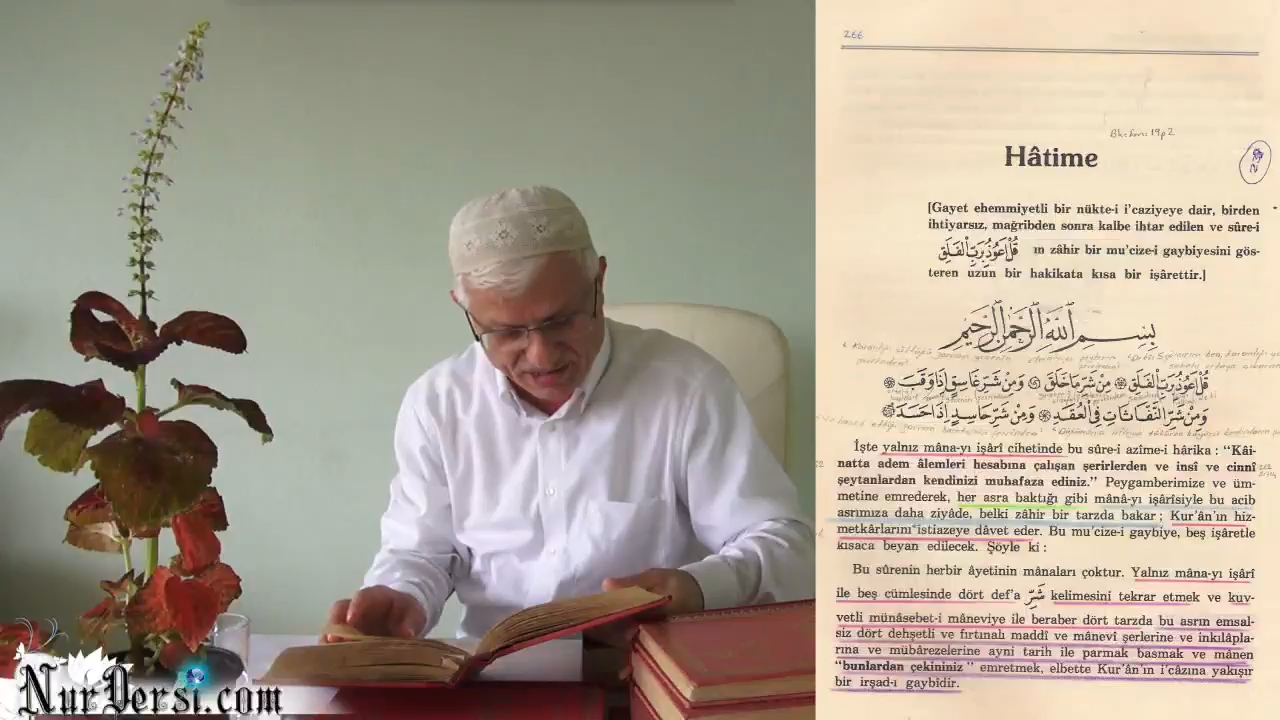 266
Hâtime
[Gayet ehemmiyetli bir nükte-i i'caziyeye dair, birden
ihtiyarsız, mağribden sonra kalbe ihtar edilen ve sûre-i
قُلْ اَعُوذُ بِرَبِّ الْفَلَقِ ın zâhir bir mu'cize-i gaybiyesini gös-
teren uzun bir hakikata kısa bir işârettir.]
بِسْمِ اللّٰهِ الرَّحْمٰنِ الرَّحِيمِ
قُلْ اَعُوذُ بِرَبِّ الْفَلَقِ ۞ مِنْ شَرِّ مَا خَلَقَ ۞ وَمِنْ شَرِّ غَاسِقٍ اِذَا وَقَبَ ۞
وَمِنْ شَرِّ النَّفَّاثَاتِ فِى الْعُقَدِ ۞ وَمِنْ شَرِّ حَاسِدٍ اِذَا حَسَدَ ۞
İşte yalnız mâna-yı işârî cihetinde bu sûre-i azîme-i hârika : "Kâi-
natta adem âlemleri hesabına çalışan şerirlerden ve insî ve cinnî
şeytanlardan kendinizi muhafaza ediniz." Peygamberimize ve üm-
metine emrederek, her asra baktığı gibi mânâ-yı işârîsiyle bu acib
asrımıza daha ziyâde, belki zâhir bir tarzda bakar ; Kur'ân'ın hiz-
metkârlarını istiazeye dâvet eder. Bu mu'cize-i gaybiye, beş işâretle
kısaca beyan edilecek. Şöyle ki :
Bu sûrenin herbir âyetinin mânaları çoktur. Yalnız mâna-yı işârî
ile beş cümlesinde dört def'a شَرِّ kelimesini tekrar etmek ve kuv-
vetli münâsebet-i mâneviye ile beraber dört tarzda bu asrın emsal-
siz dört dehşetli ve fırtınalı maddî ve mânevî şerlerine ve inkılâpla-
rına ve mübârezelerine ayni tarih ile parmak basmak ve mânen
"bunlardan çekininiz" emretmek, elbette Kur'ân'ın i'câzına yakışır
bir irşad-ı gaybîdir.
NurDersi.com